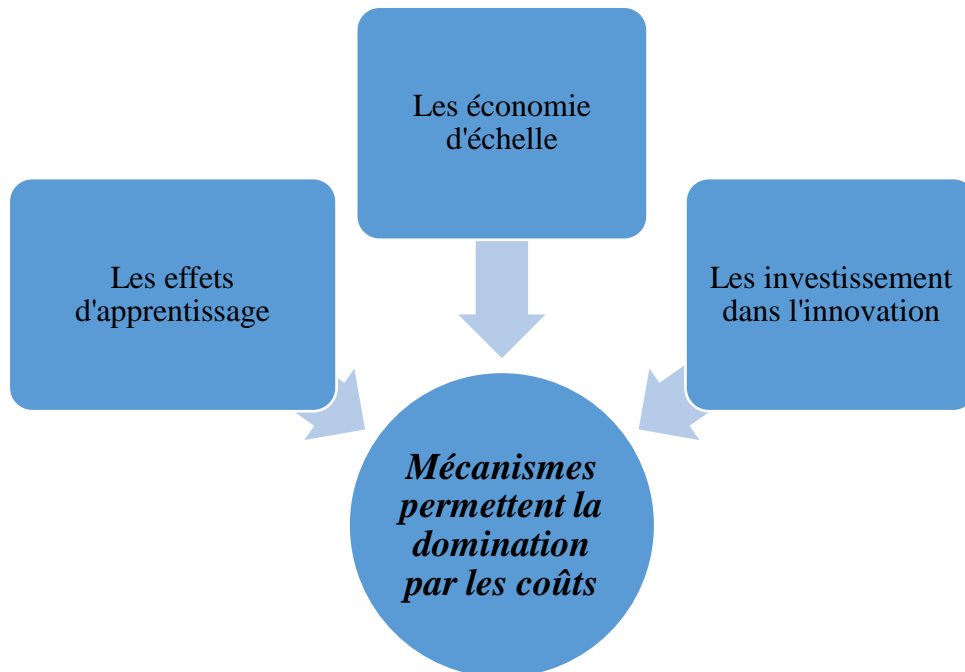 Les économie
d'échelle
Les effets
d'apprentissage
Les investissement
dans l'innovation
Mécanismes
permettent la
domination
par les coûts